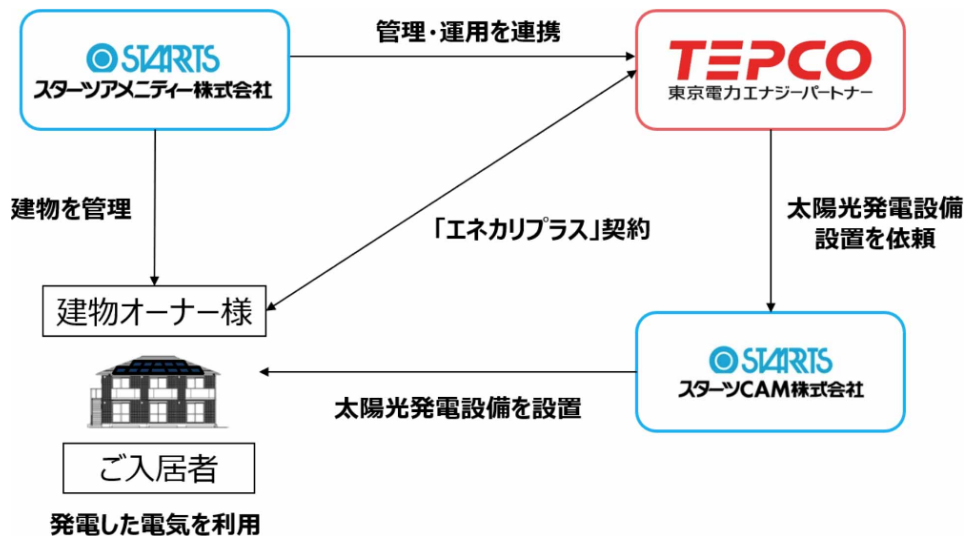 管理・運用を連携
STARTS
スターツアメニティー株式会社
TEPCO
東京電力エナジーパートナー
建物を管理
「エネカリプラス」契約
太陽光発電設備
設置を依頼
建物オーナー様
STARTS
スターツCAM株式会社
太陽光発電設備を設置
ご入居者
発電した電気を利用